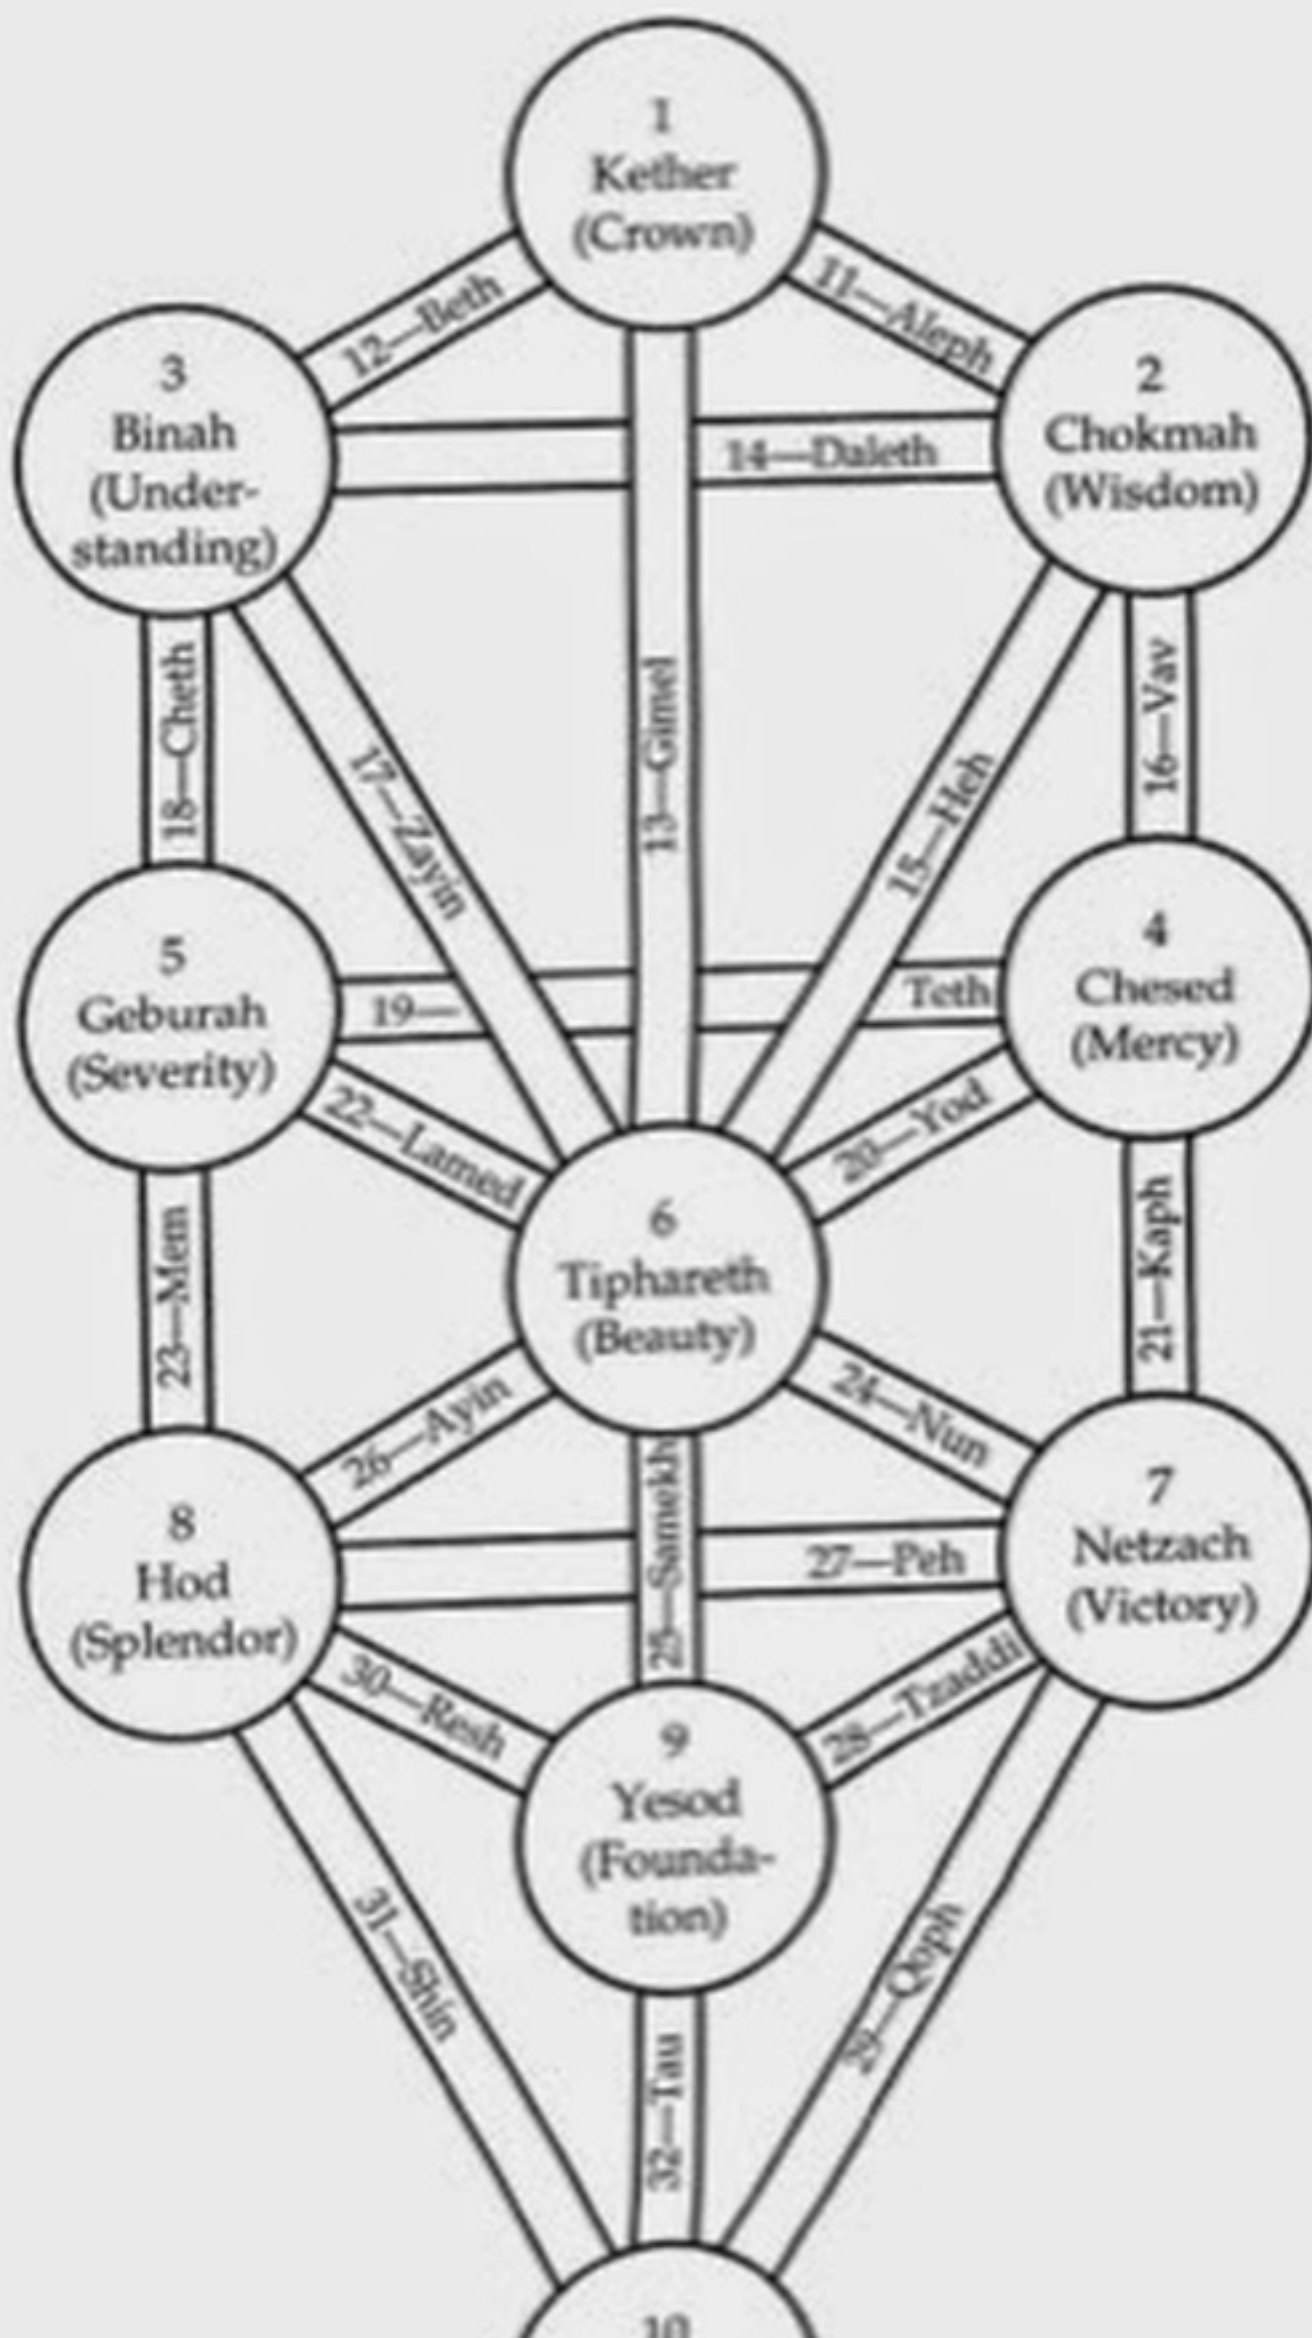 1
Kether
(Crown)
12—Beth
11—Aleph
3
Binah
(Under-
standing)
2
Chokmah
(Wisdom)
14—Daleth
18—Cheth
17—Zayin
13—Gimel
15—Heh
16—Vav
5
Geburah
(Severity)
19—
Teth
4
Chesed
(Mercy)
22—Lamed
20—Yod
6
Tiphareth
(Beauty)
23—Mem
21—Kaph
26—Ayin
24—Nun
25—Samekh
8
Hod
(Splendor)
27—Peh
7
Netzach
(Victory)
30—Resh
28—Tzaddi
9
Yesod
(Founda-
tion)
31—Shin
29—Qoph
32—Tau
10